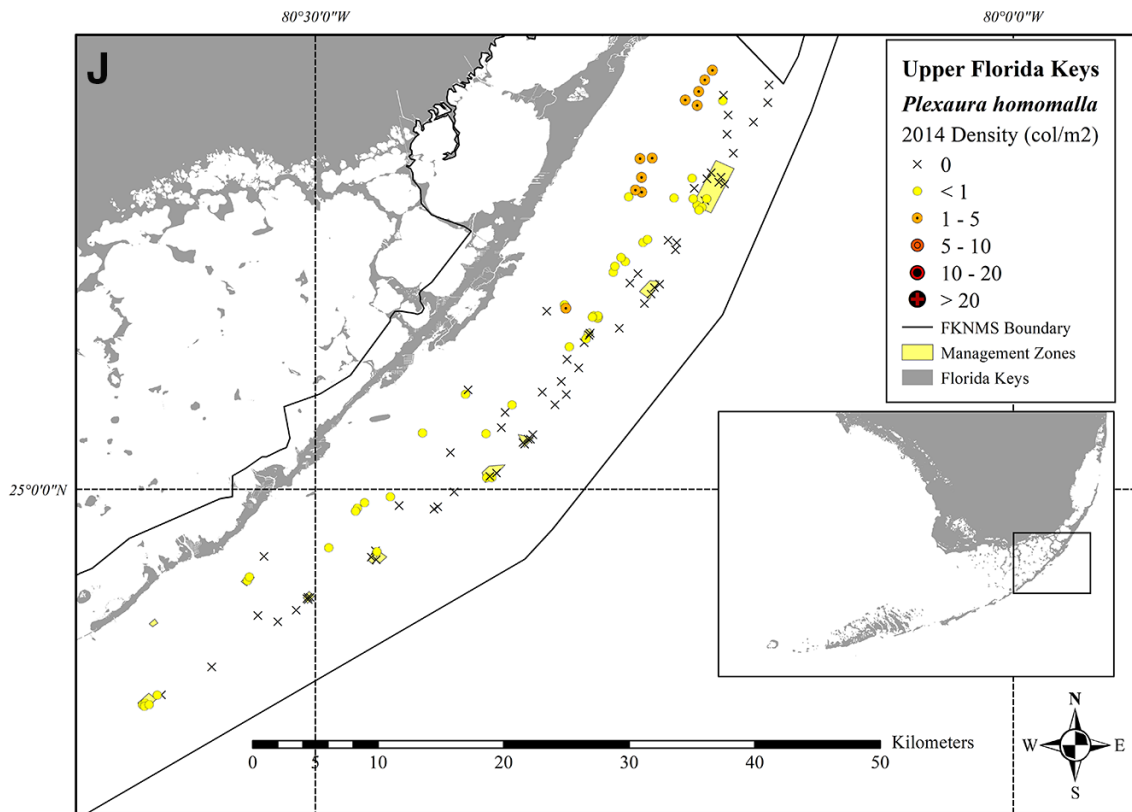 80°30'0"W
80°0'0"W
J
Upper Florida Keys
Plexaura homomalla
2014 Density (col/m2)
0
< 1
1 - 5
5 - 10
10 - 20
> 20
FKNMS Boundary
Management Zones
Florida Keys
25°0'0"N
N
W
E
S
Kilometers
0
5
10
20
30
40
50